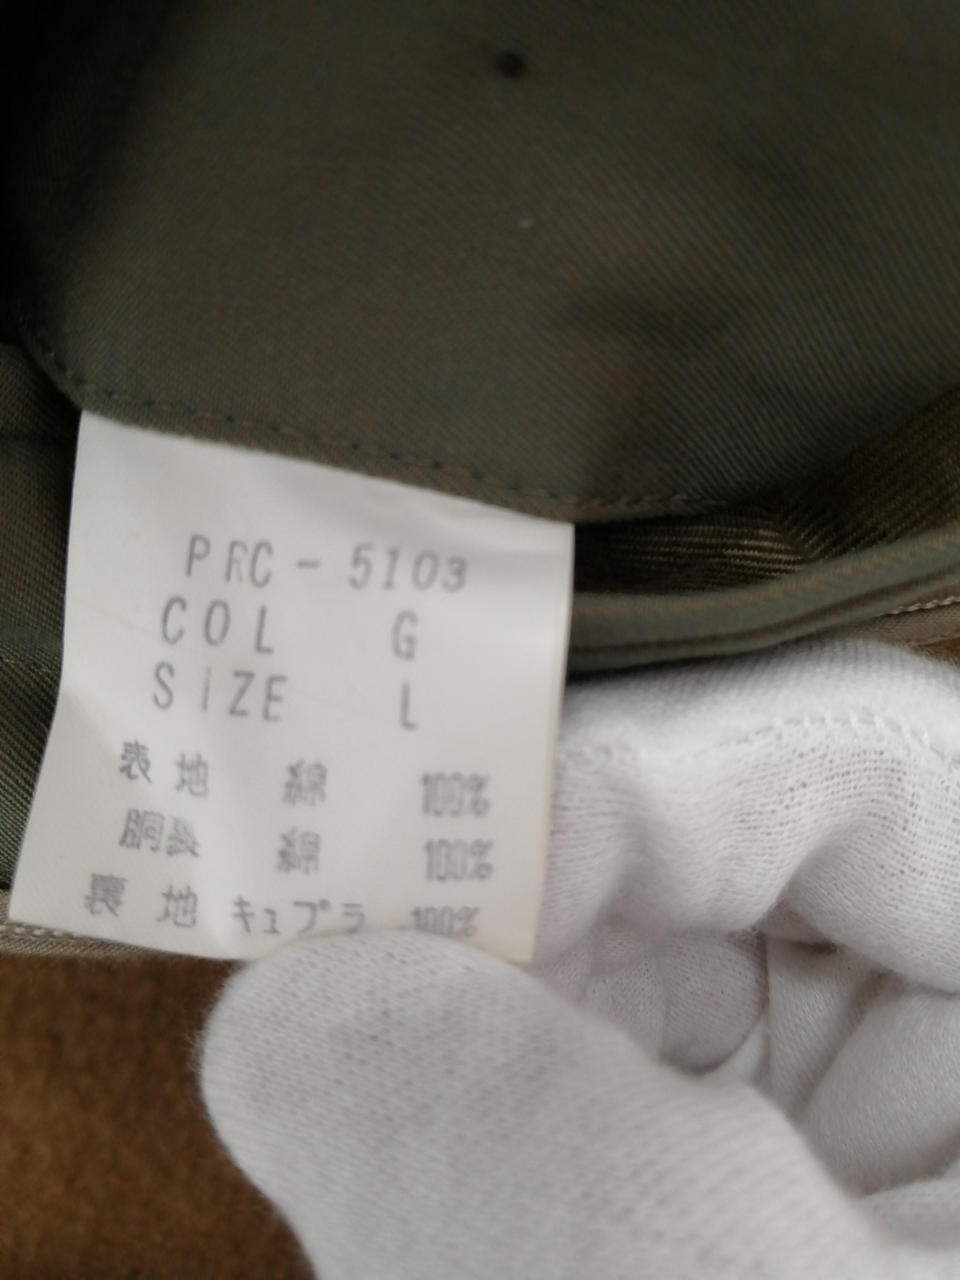 PRC-5103
COL G
SIZE L
表地 綿 100%
胴裏 綿 100%
裏地 キュプラ 100%